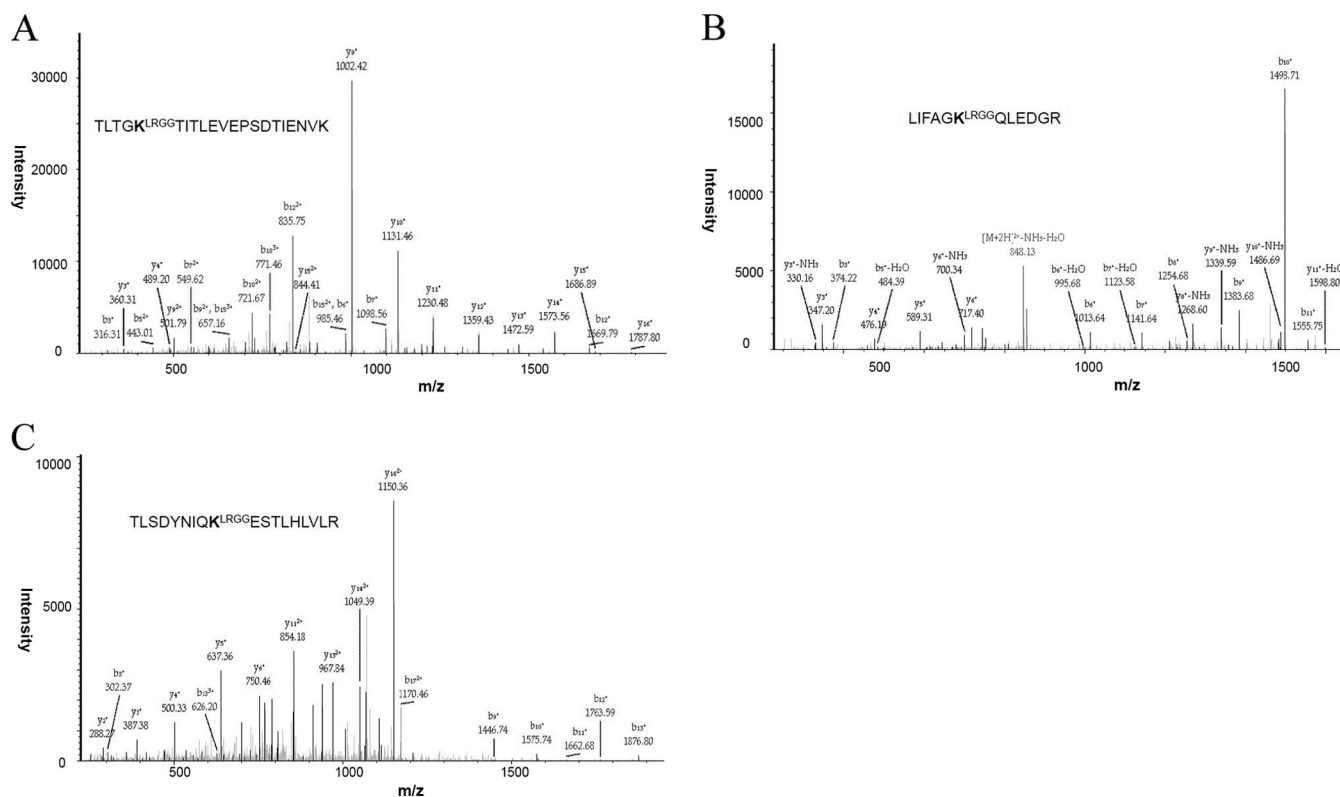 A
Intensity
30000
20000
10000
0
500
1000
1500
m/z
TLTGK^LRGG TITLEVEPSDTIENVK
y₉⁺
1002.42
y₁₀⁺
1131.46
b₁₂²⁺
835.75
b₁₈³⁺
771.46
y₁₅²⁺
844.41
b₇²⁺
549.62
y₄⁺
489.20
y₃⁺
360.31
b₃⁺
316.31
443.01
y₉²⁺
501.79
b₁₀²⁺
721.67
657.16
b₁₅²⁺, b₆⁺
985.46
b₇⁺
1098.56
y₁₁⁺
1230.48
y₁₂⁺
1359.43
y₁₃⁺
1472.59
y₁₄⁺
1573.56
y₁₅⁺
1686.89
b₁₂⁺
1669.79
y₁₆⁺
1787.80
B
Intensity
15000
10000
5000
0
500
1000
1500
m/z
LIFAGK^LRGG QLEDGR
b₁₀⁺
1498.71
[M+2H]²⁺-NH₃-H₂O
848.13
y₃⁺-NH₃
330.16
y₃⁺
347.20
b₃⁺
374.22
y₄⁺
476.19
b₅⁺-H₂O
484.39
y₅⁺
589.31
y₆⁺-NH₃
700.34
y₆⁺
717.40
b₆⁺-H₂O
995.68
b₆⁺
1013.64
b₇⁺-H₂O
1123.58
b₇⁺
1141.64
b₈⁺
1254.68
y₈⁺-NH₃
1268.60
y₉⁺-NH₃
1339.59
b₉⁺
1383.68
y₁₀⁺-NH₃
1486.69
b₁₁⁺
1555.75
y₁₁⁺-H₂O
1598.80
C
Intensity
10000
5000
0
500
1000
1500
m/z
TLSDYNIQK^LRGG ESTLHLVLR
y₁₆²⁺
1150.36
y₁₄²⁺
1049.39
y₁₁²⁺
854.18
y₁₃²⁺
967.84
y₅⁺
637.36
y₆⁺
750.46
b₃⁺
302.37
y₂⁺
288.27
y₃⁺
387.38
y₄⁺
500.33
b₁₃³⁺
626.20
b₁₇²⁺
1170.46
b₉⁺
1446.74
b₁₀⁺
1575.74
b₁₁⁺
1662.68
b₁₂⁺
1763.59
b₁₃⁺
1876.80